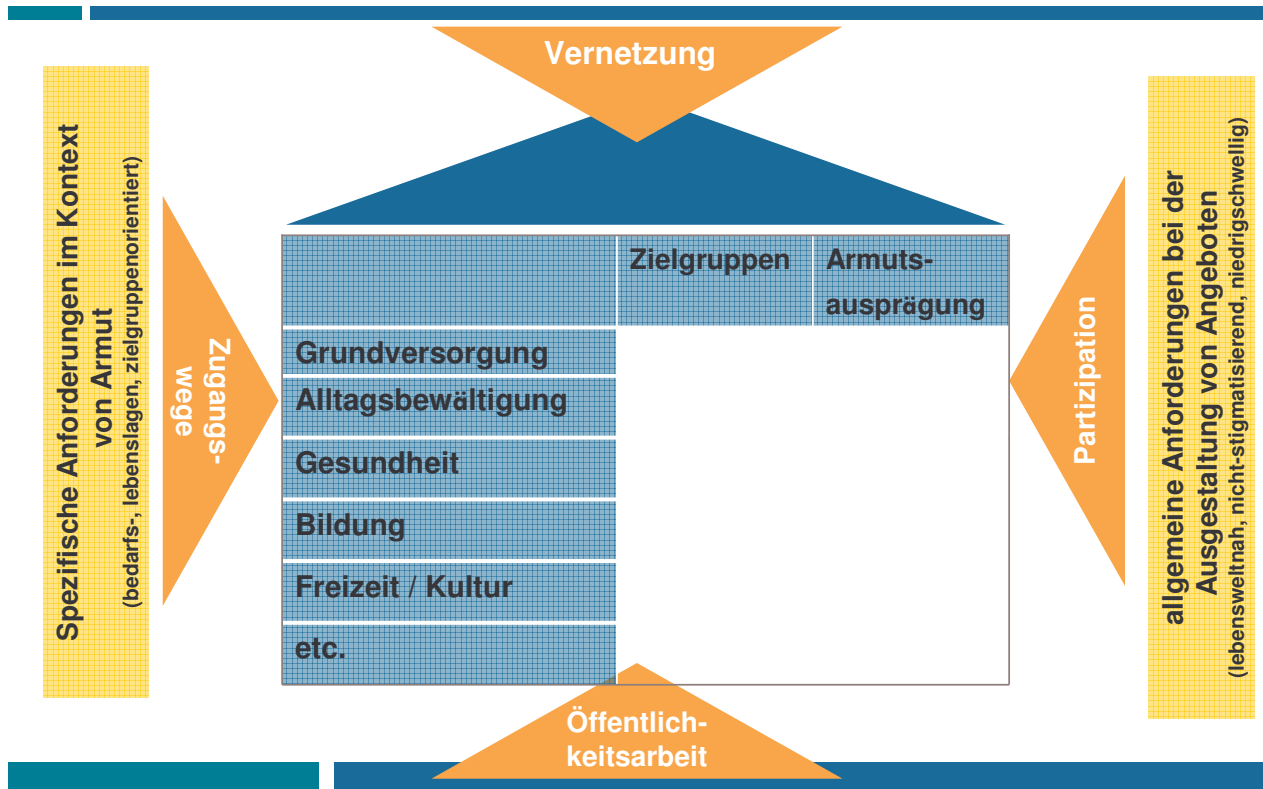 Vernetzung
Spezifische Anforderungen im Kontext
von Armut
(bedarfs-, lebenslagen, zielgruppenorientiert)
Zugangs-
wege
Zielgruppen
Armuts-
ausprägung
Grundversorgung
Alltagsbewältigung
Gesundheit
Bildung
Freizeit / Kultur
etc.
Partizipation
allgemeine Anforderungen bei der
Ausgestaltung von Angeboten
(lebensweltnah, nicht-stigmatisierend, niedrigschwellig)
Öffentlich-
keitsarbeit